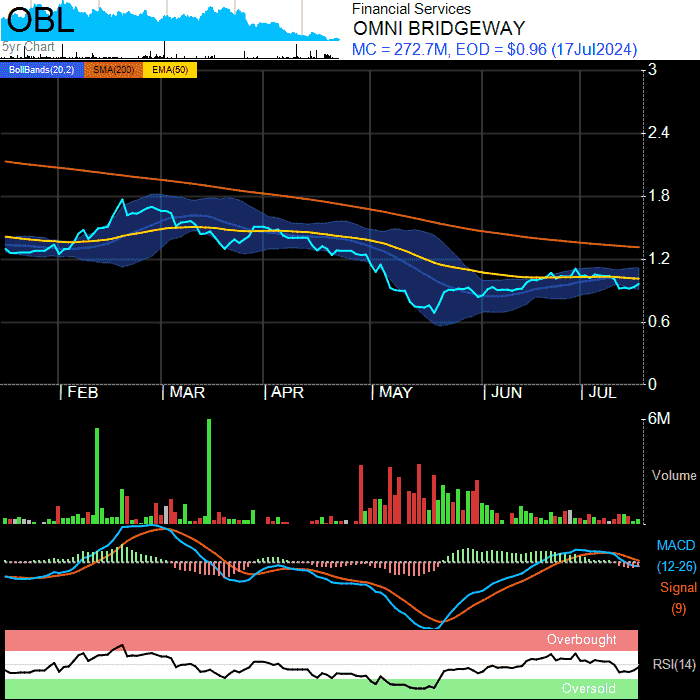 OBL
5yr Chart
Financial Services
OMNI BRIDGEWAY
MC = 272.7M, EOD = $0.96 (17Jul2024)
BollBands(20,2) SMA(200) EMA(50)
3
2.4
1.8
1.2
0.6
0
FEB MAR APR MAY JUN JUL
6M
Volume
MACD
(12-26)
Signal
(9)
Overbought
RSI(14)
Oversold